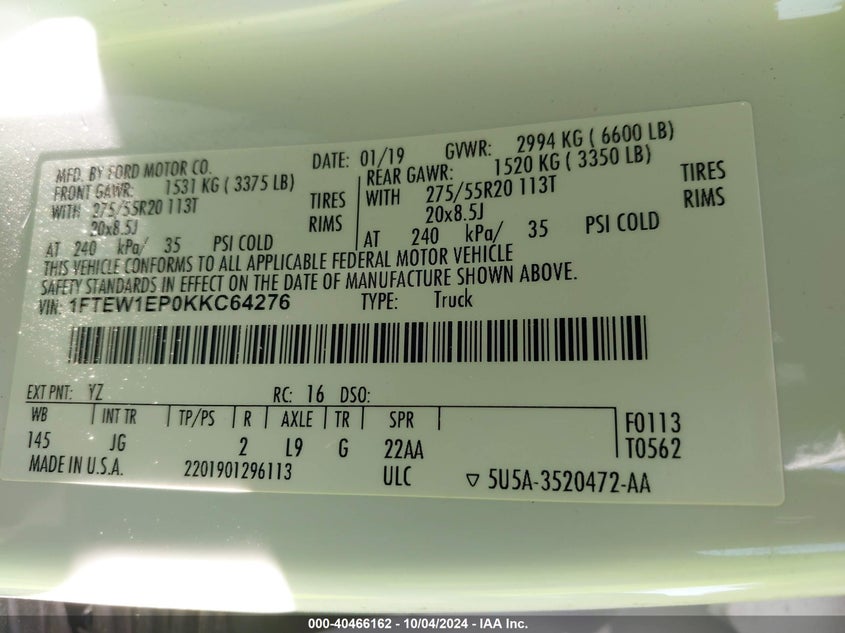 MFD. BY FORD MOTOR CO. DATE: 01/19 GVWR: 2994 KG ( 6600 LB)
FRONT GAWR: 1531 KG ( 3375 LB) REAR GAWR: 1520 KG ( 3350 LB)
WITH 275/55R20 113T TIRES WITH 275/55R20 113T TIRES
20x8.5J RIMS 20x8.5J RIMS
AT 240 kPa/ 35 PSI COLD AT 240 kPa/ 35 PSI COLD
THIS VEHICLE CONFORMS TO ALL APPLICABLE FEDERAL MOTOR VEHICLE
SAFETY STANDARDS IN EFFECT ON THE DATE OF MANUFACTURE SHOWN ABOVE.
VIN: 1FTEW1EP0KKC64276 TYPE: Truck
EXT PNT: YZ RC: 16 DSO:
WB INT TR TP/PS R AXLE TR SPR F0113
145 JG 2 L9 G 22AA T0562
MADE IN U.S.A. 2201901296113 ULC ▽ 5U5A-3520472-AA
000-40466162 - 10/04/2024 - IAA Inc.